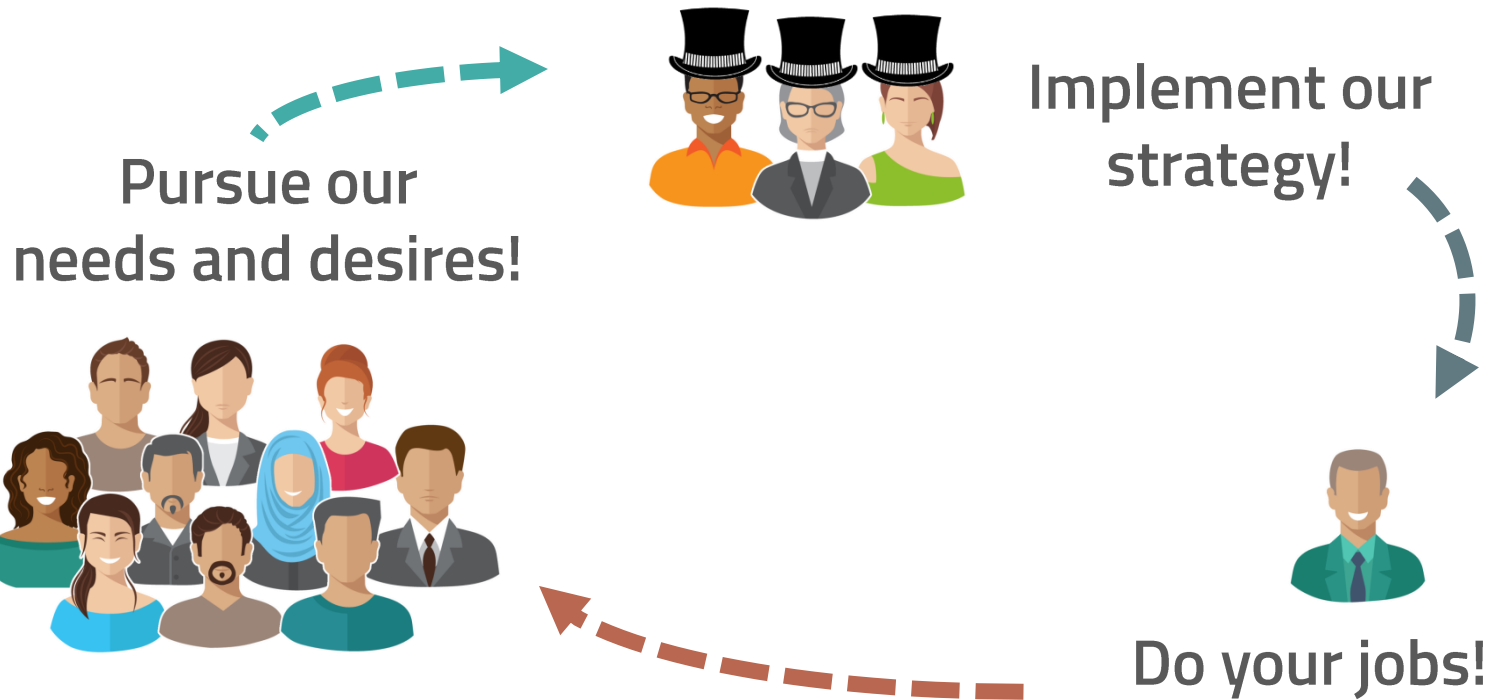 Pursue our
needs and desires!
Implement our
strategy!
Do your jobs!